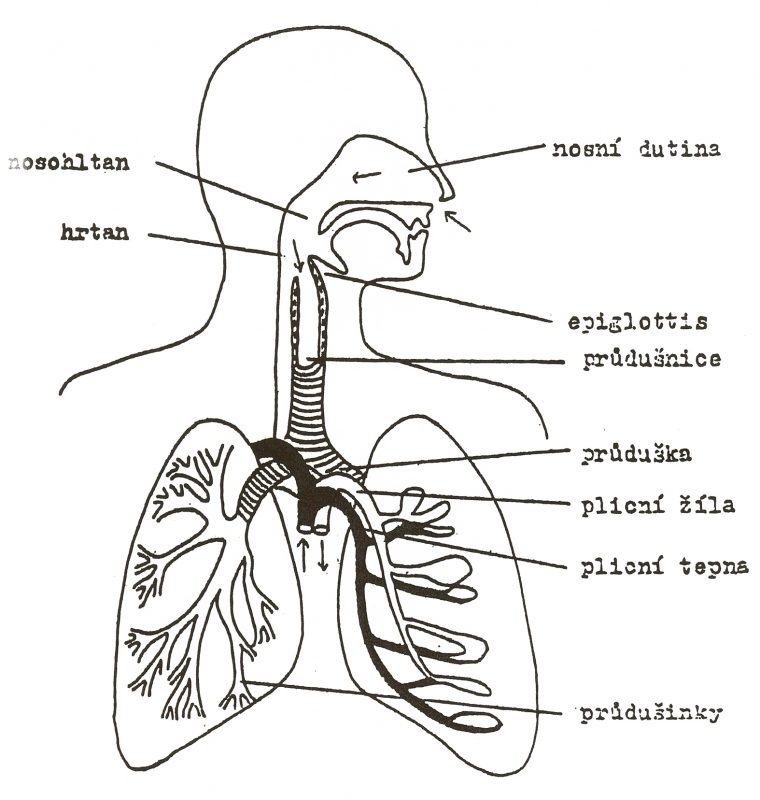 nosní dutina
nosohltan
hrtan
epiglottis
průdušnice
průduška
plicní žíla
plicní tepna
průdušinky